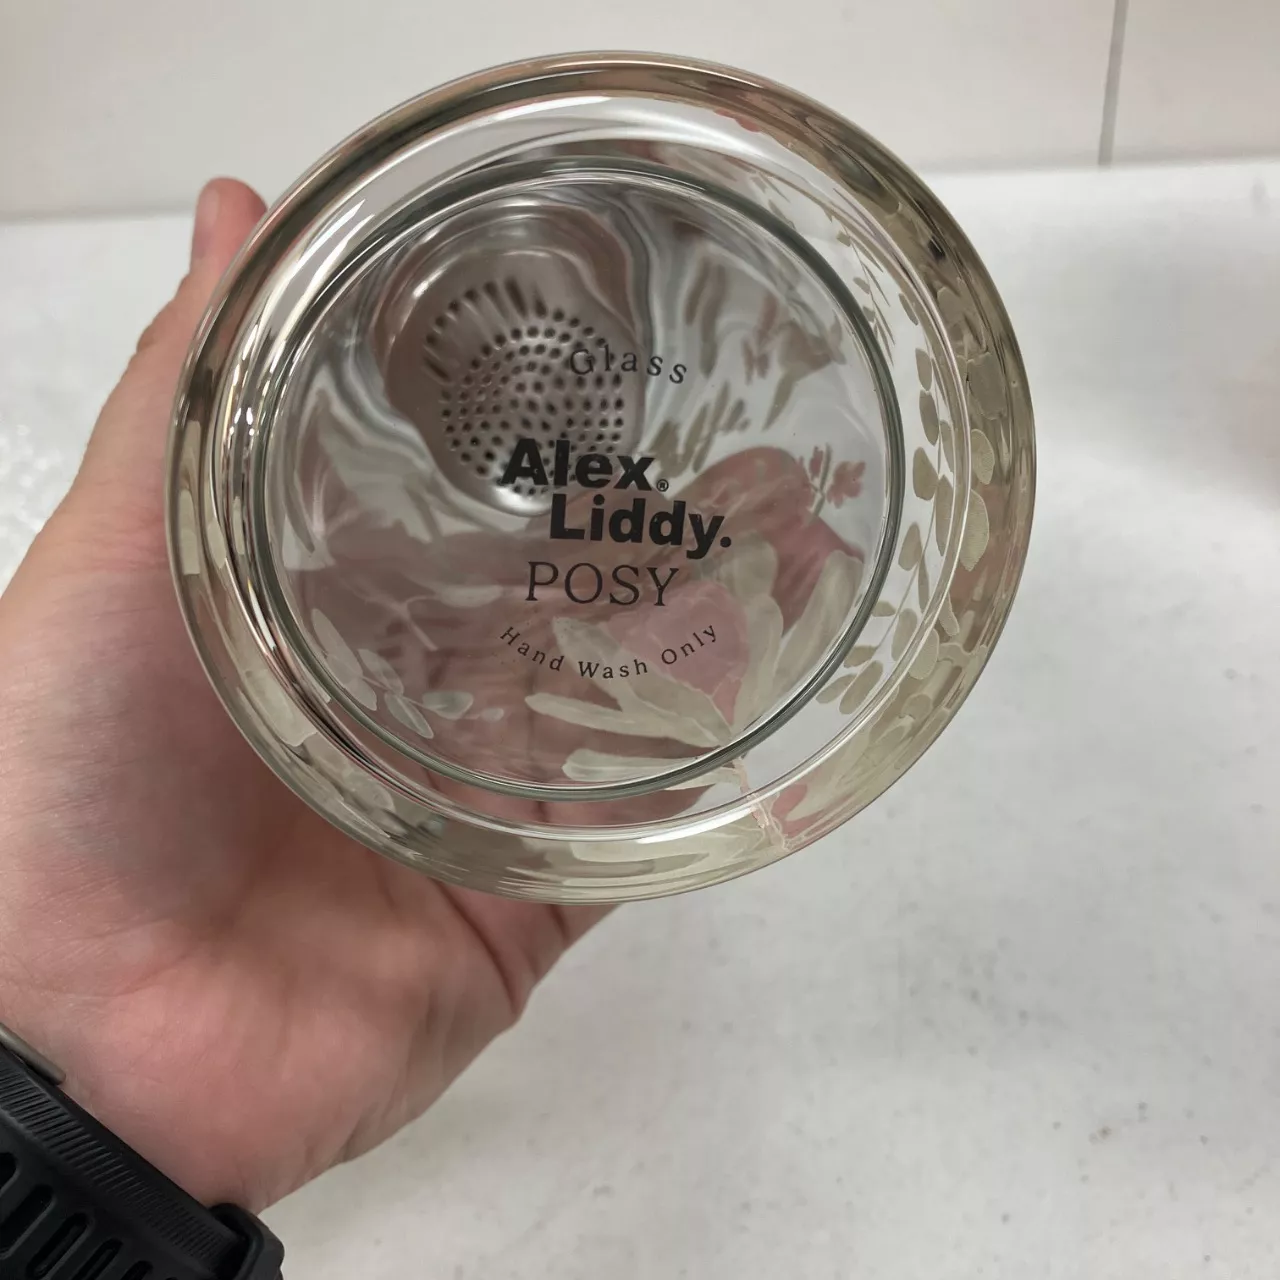 Glass
Alex.®
Liddy.
POSY
Hand Wash Only